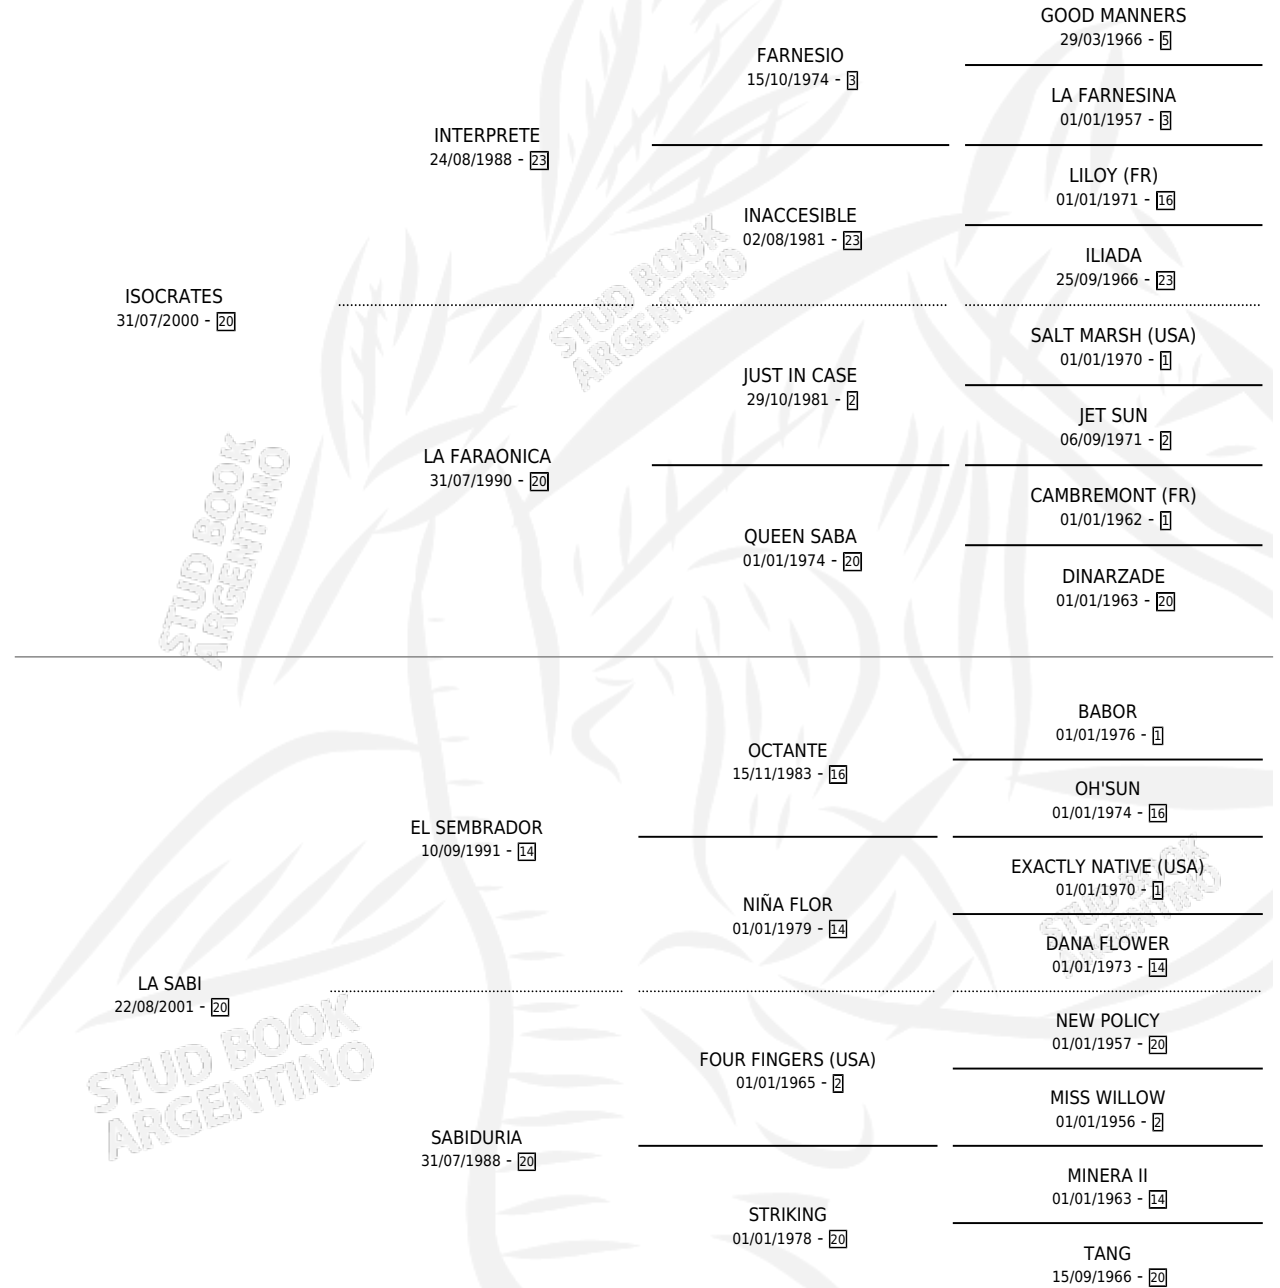 GOOD MANNERS
29/03/1966 - 5
FARNESIO
15/10/1974 - 3
LA FARNESINA
01/01/1957 - 3
INTERPRETE
24/08/1988 - 23
LILOY (FR)
01/01/1971 - 16
INACCESIBLE
02/08/1981 - 23
ILIADA
25/09/1966 - 23
ISOCRATES
31/07/2000 - 20
STUD BOOK
ARGENTINO
SALT MARSH (USA)
01/01/1970 - 1
JUST IN CASE
29/10/1981 - 2
JET SUN
06/09/1971 - 2
LA FARAONICA
31/07/1990 - 20
CAMBREMONT (FR)
01/01/1962 - 1
QUEEN SABA
01/01/1974 - 20
DINARZADE
01/01/1963 - 20
STUD BOOK
ARGENTINO
BABOR
01/01/1976 - 1
OCTANTE
15/11/1983 - 16
OH'SUN
01/01/1974 - 16
EL SEMBRADOR
10/09/1991 - 14
EXACTLY NATIVE (USA)
01/01/1970 - 1
NIÑA FLOR
01/01/1979 - 14
DANA FLOWER
01/01/1973 - 14
STUD BOOK
ARGENTINO
LA SABI
22/08/2001 - 20
NEW POLICY
01/01/1957 - 20
FOUR FINGERS (USA)
01/01/1965 - 2
MISS WILLOW
01/01/1956 - 2
STUD BOOK
ARGENTINO
SABIDURIA
31/07/1988 - 20
MINERA II
01/01/1963 - 14
STRIKING
01/01/1978 - 20
TANG
15/09/1966 - 20